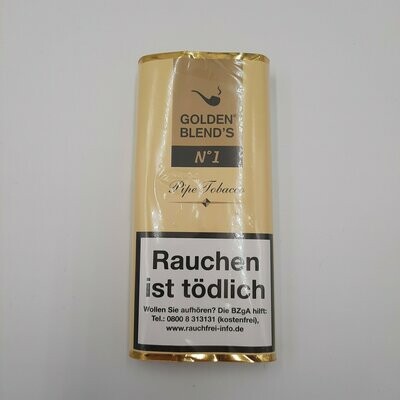 GOLDEN®
BLEND'S
N°1
Pipe Tobacco
Rauchen
ist tödlich
Wollen Sie aufhören? Die BZgA hilft:
Tel.: 0800 8 313131 (kostenfrei),
www.rauchfrei-info.de